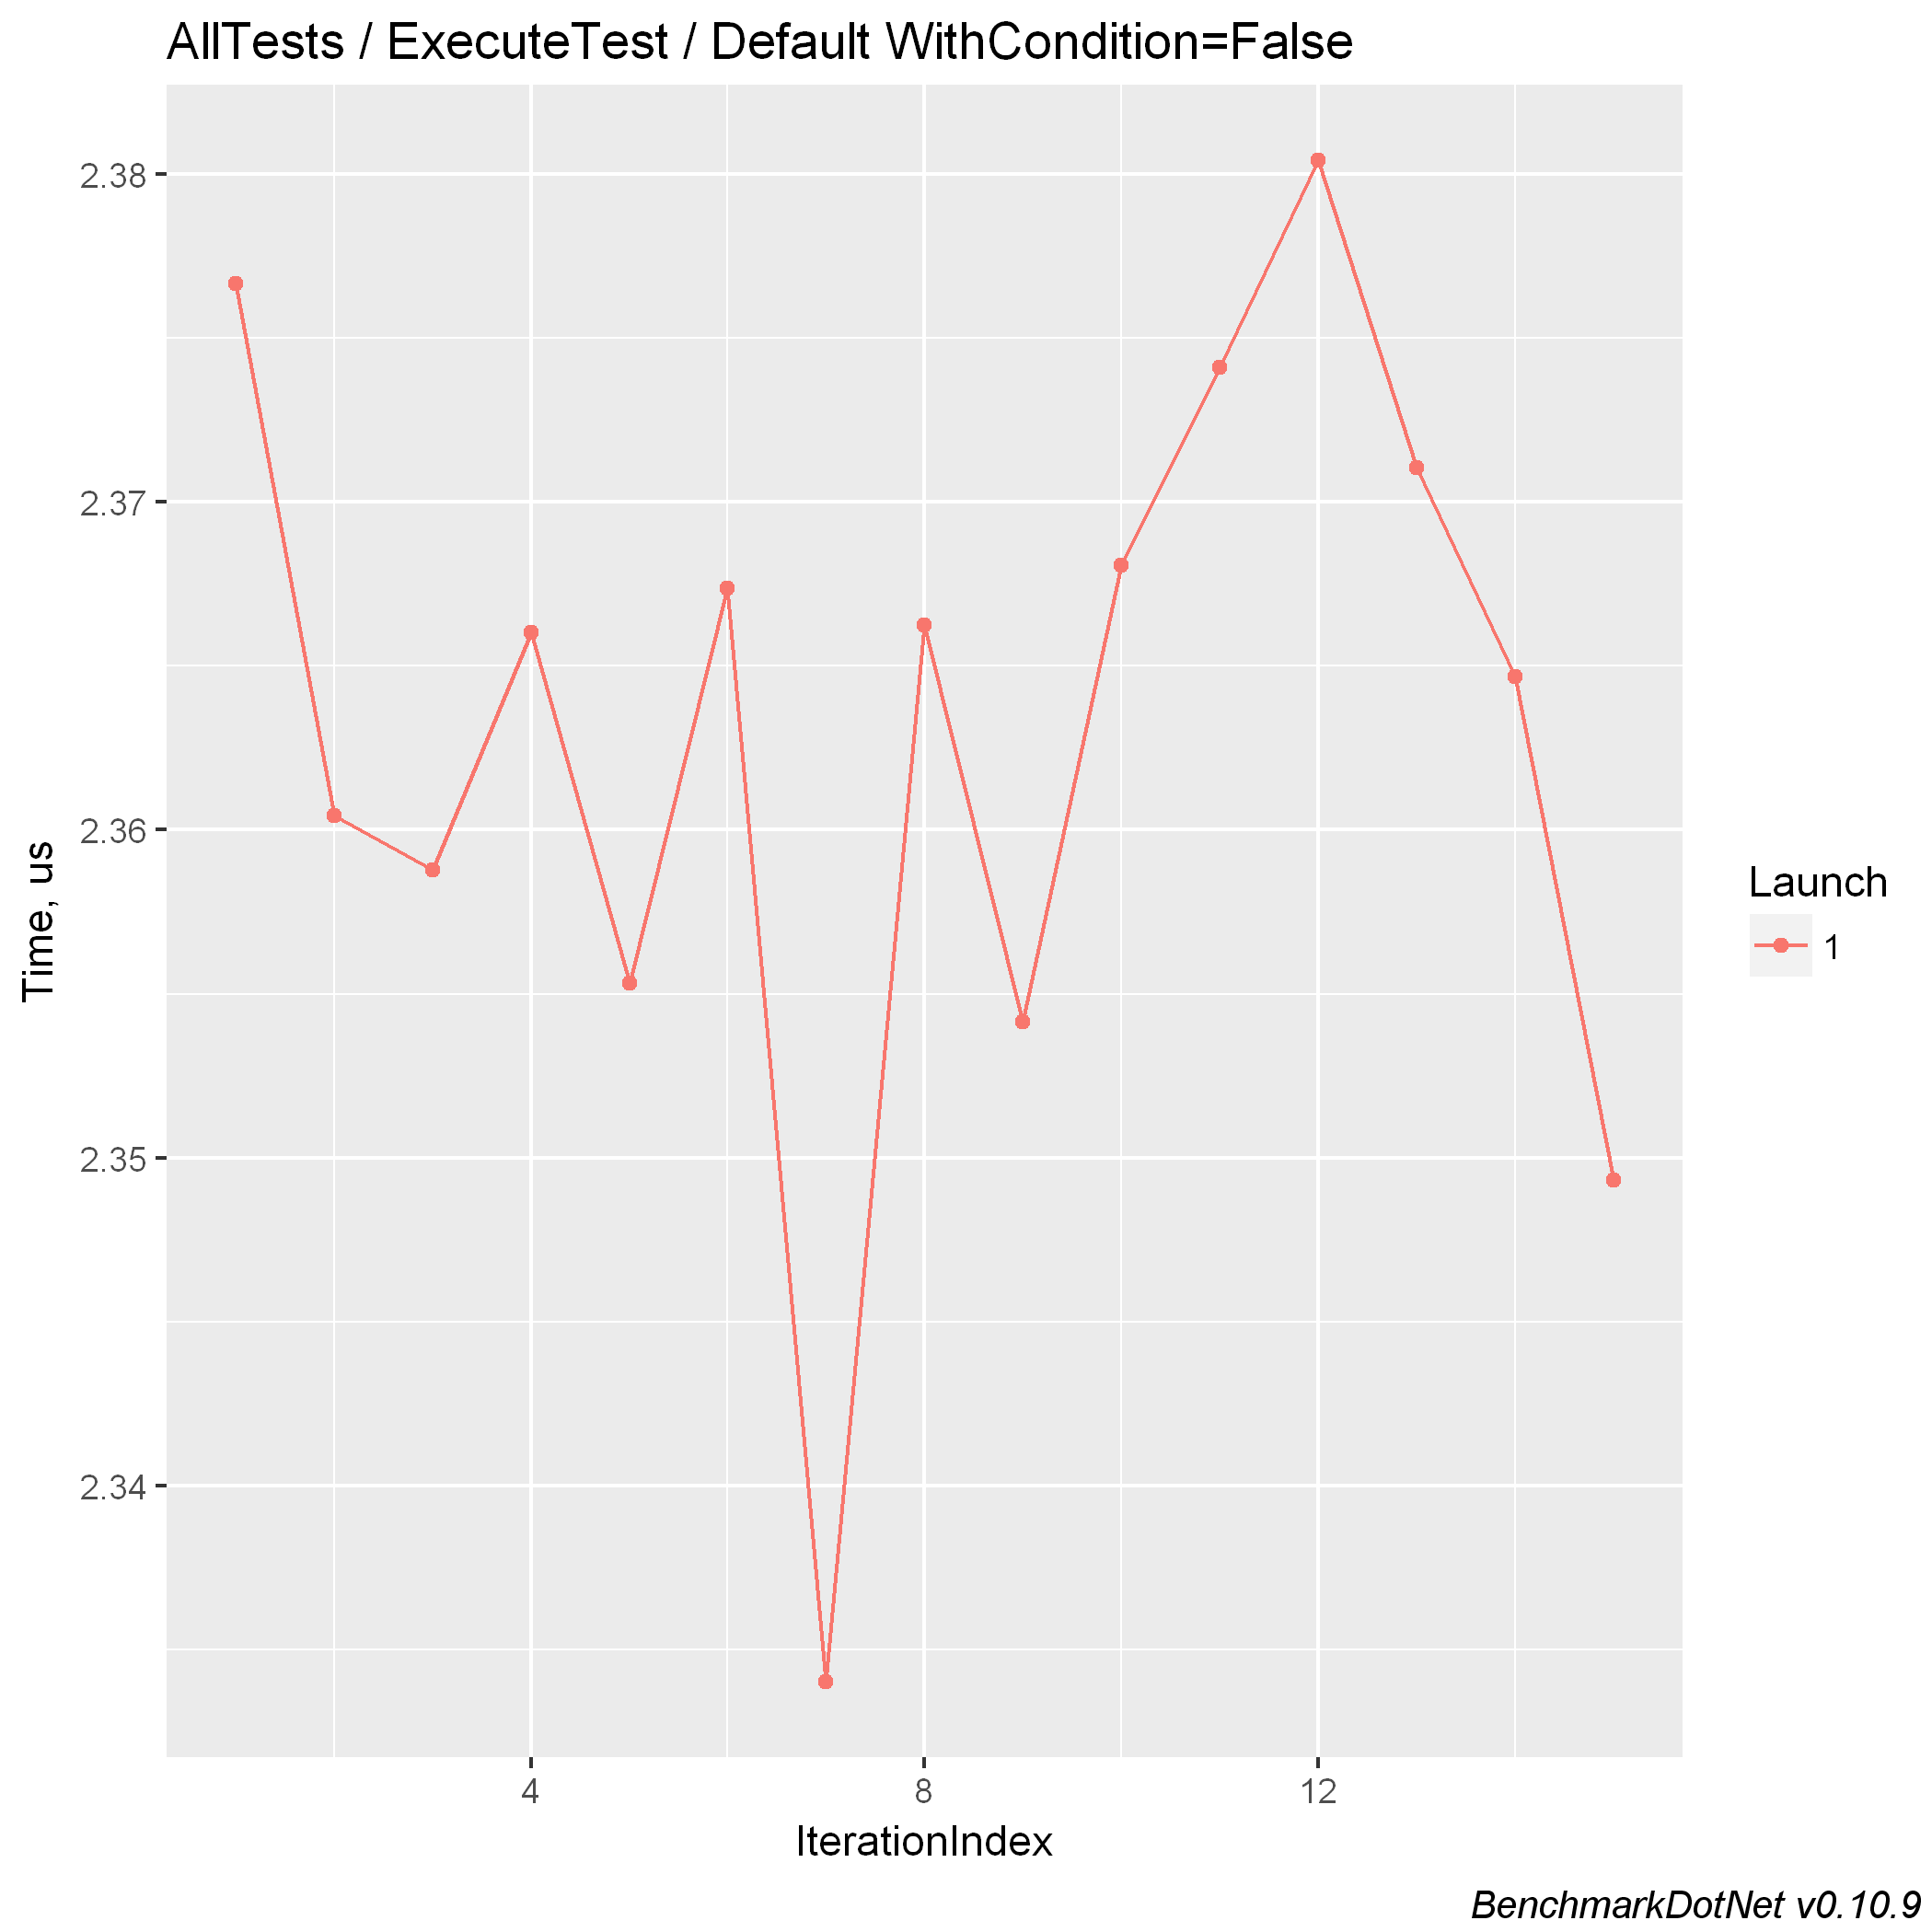 AllTests / ExecuteTest / Default WithCondition=False
2.38
2.37
2.36
2.35
2.34
Time, us
4 8 12
IterationIndex
Launch
1
BenchmarkDotNet v0.10.9